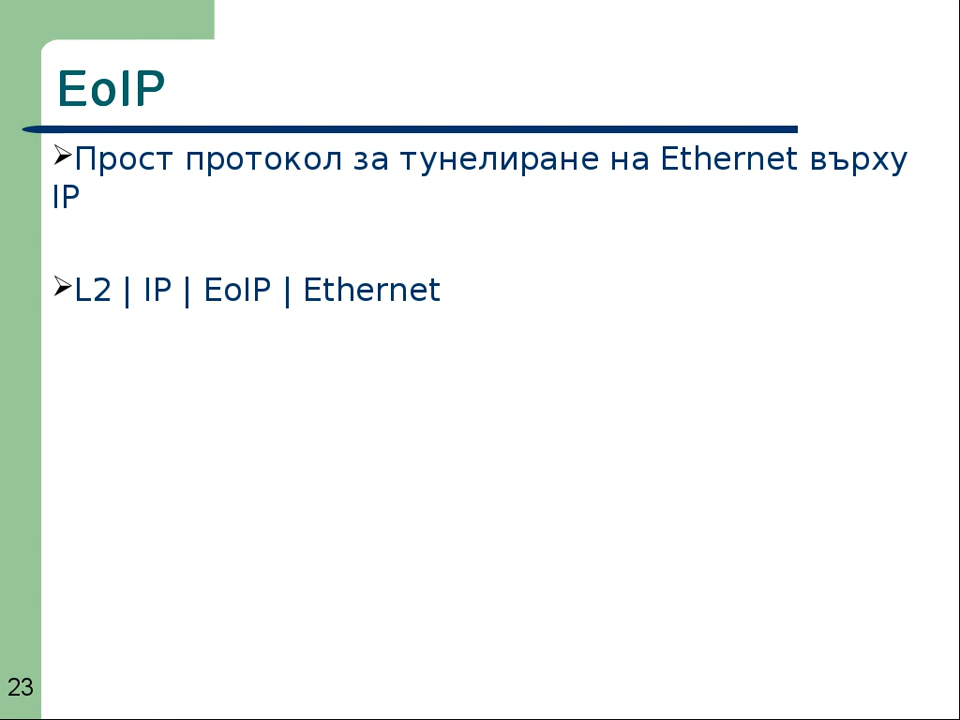 EoIP
Прост протокол за тунелиране на Ethernet върху
IP
L2 | IP | EoIP | Ethernet
23